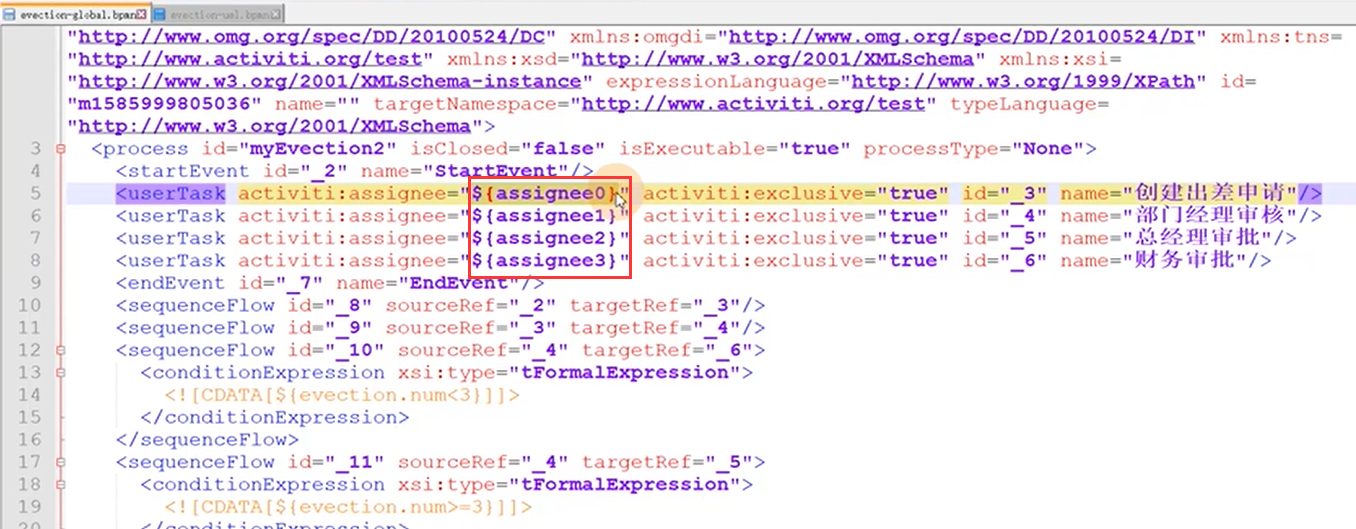 evection-global.bpmn
evection-uel.bpmn
"http://www.omg.org/spec/DD/20100524/DC" xmlns:omgdi="http://www.omg.org/spec/DD/20100524/DI" xmlns:tns=
"http://www.activiti.org/test" xmlns:xsd="http://www.w3.org/2001/XMLSchema" xmlns:xsi=
"http://www.w3.org/2001/XMLSchema-instance" expressionLanguage="http://www.w3.org/1999/XPath" id=
"m1585999805036" name="" targetNamespace="http://www.activiti.org/test" typeLanguage=
"http://www.w3.org/2001/XMLSchema">
3 <process id="myEvection2" isClosed="false" isExecutable="true" processType="None">
4 <startEvent id="_2" name="StartEvent"/>
5 <userTask activiti:assignee="${assignee0}" activiti:exclusive="true" id="_3" name="创建出差申请"/>
6 <userTask activiti:assignee="${assignee1}" activiti:exclusive="true" id="_4" name="部门经理审核"/>
7 <userTask activiti:assignee="${assignee2}" activiti:exclusive="true" id="_5" name="总经理审批"/>
8 <userTask activiti:assignee="${assignee3}" activiti:exclusive="true" id="_6" name="财务审批"/>
9 <endEvent id="_7" name="EndEvent"/>
10 <sequenceFlow id="_8" sourceRef="_2" targetRef="_3"/>
11 <sequenceFlow id="_9" sourceRef="_3" targetRef="_4"/>
12 <sequenceFlow id="_10" sourceRef="_4" targetRef="_6">
13 <conditionExpression xsi:type="tFormalExpression">
14 <![CDATA[${evection.num<3}]]>
15 </conditionExpression>
16 </sequenceFlow>
17 <sequenceFlow id="_11" sourceRef="_4" targetRef="_5">
18 <conditionExpression xsi:type="tFormalExpression">
19 <![CDATA[${evection.num>=3}]]>
20 </conditionExpression>